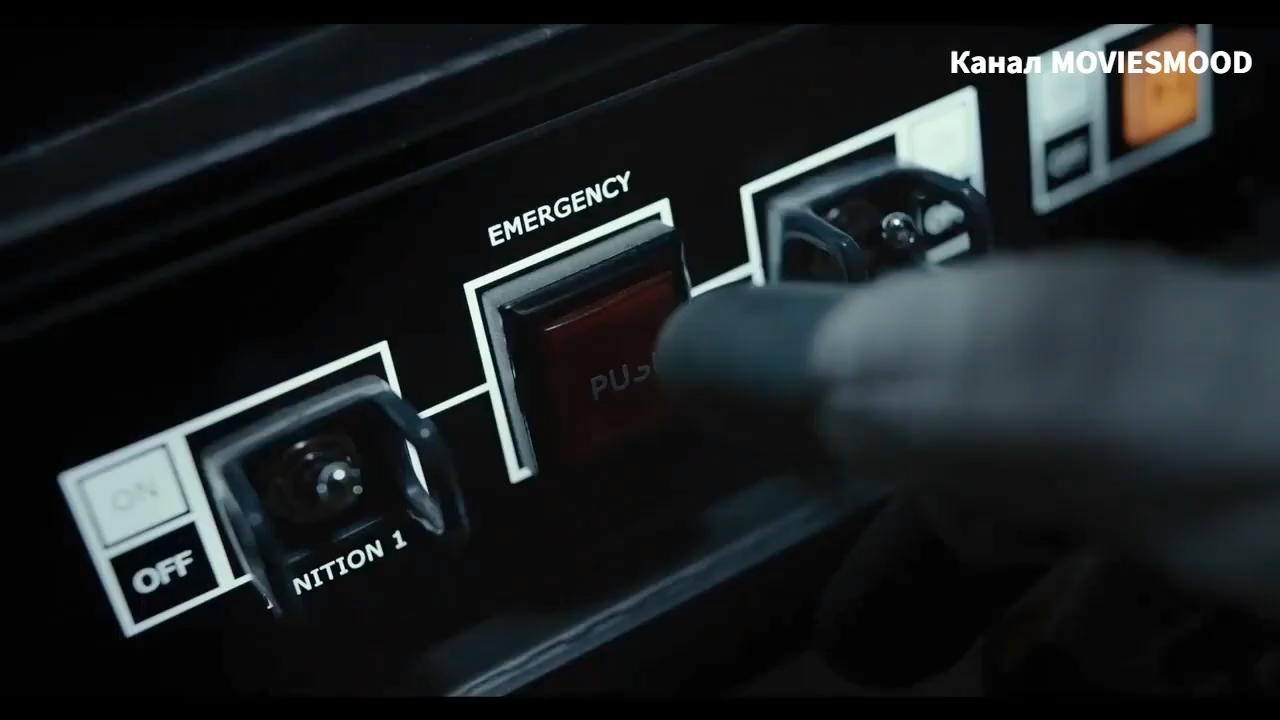 Канал MOVIESMOOD
EMERGENCY
PUS
ON
OFF
NITION 1